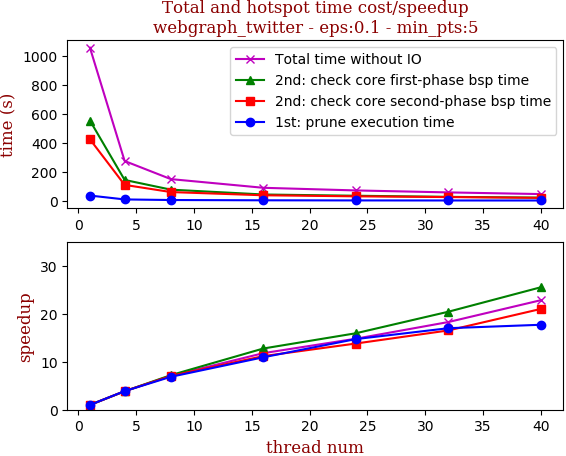 Total and hotspot time cost/speedup
webgraph_twitter - eps:0.1 - min_pts:5
time (s)
1000
800
600
400
200
0
Total time without IO
2nd: check core first-phase bsp time
2nd: check core second-phase bsp time
1st: prune execution time
0 5 10 15 20 25 30 35 40
speedup
30
20
10
0
0 5 10 15 20 25 30 35 40
thread num